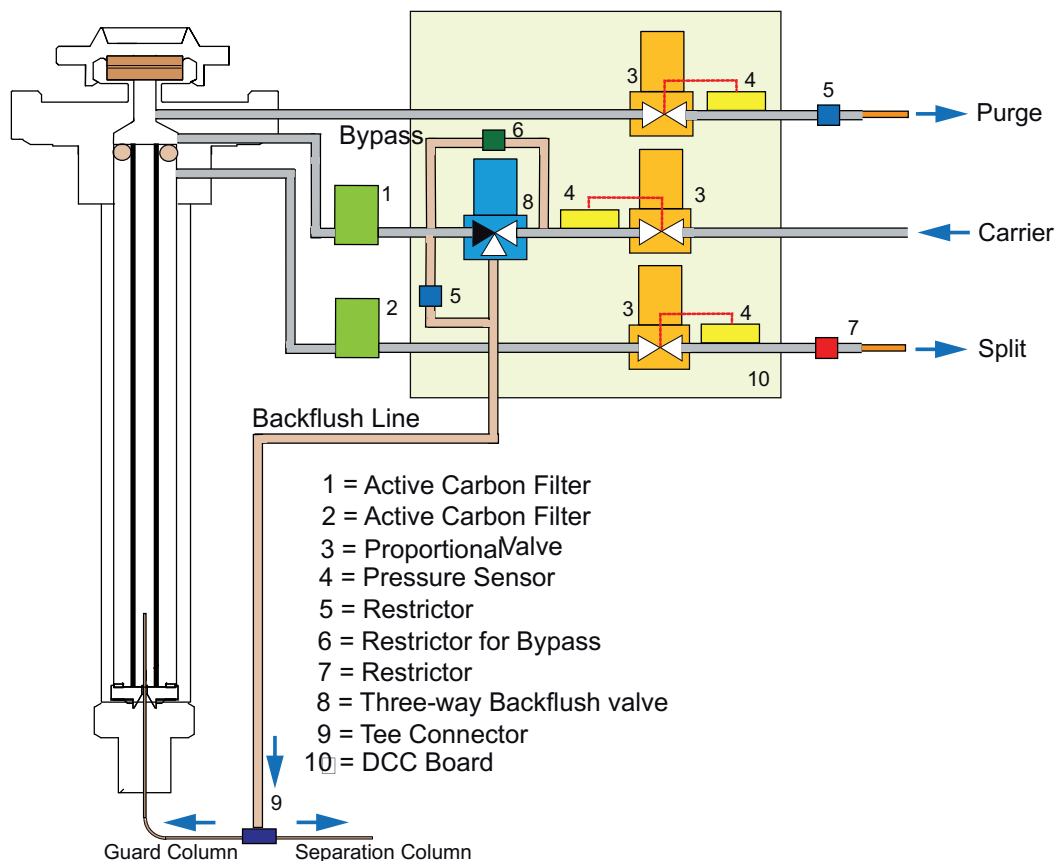 3
4
5
Purge
Bypass
6
1
8
4
3
Carrier
5
2
3
4
7
Split
10
Backflush Line
1 = Active Carbon Filter
2 = Active Carbon Filter
3 = Proportional Valve
4 = Pressure Sensor
5 = Restrictor
6 = Restrictor for Bypass
7 = Restrictor
8 = Three-way Backflush valve
9 = Tee Connector
10 = DCC Board
9
Guard Column
Separation Column